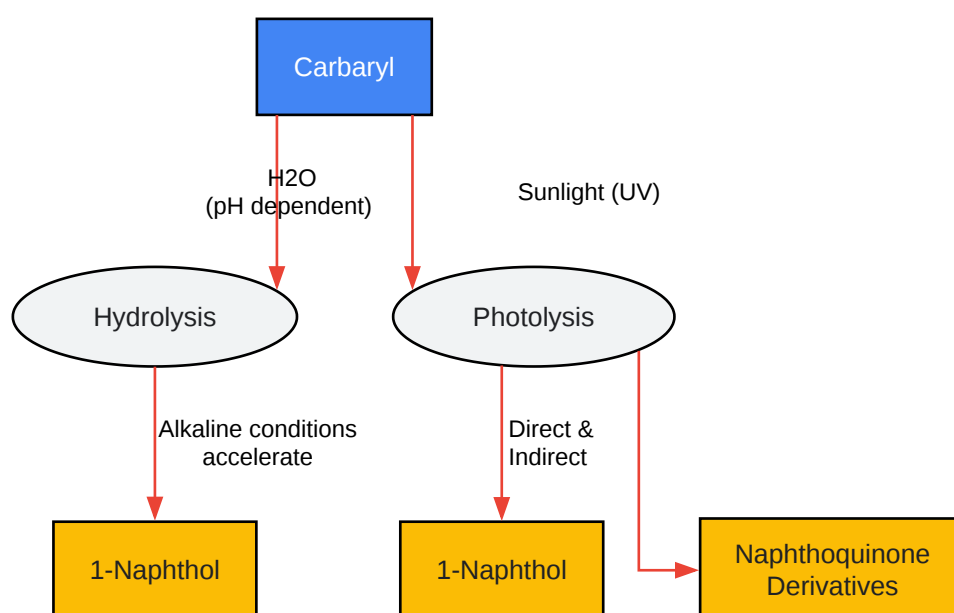 Carbaryl
H2O
(pH dependent)
Sunlight (UV)
Hydrolysis
Photolysis
Alkaline conditions
accelerate
Direct &
Indirect
1-Naphthol
1-Naphthol
Naphthoquinone
Derivatives